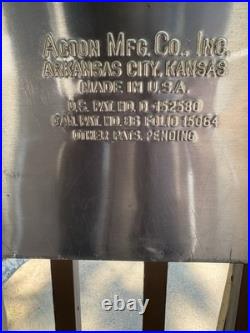 ACTON MFG. CO., INC.
ARKANSAS CITY, KANSAS
MADE IN U.S.A.
U.S. PAT. NO. D 452530
CAN. PAT. NO. 86 FOLIO 15064
OTHER PATS. PENDING